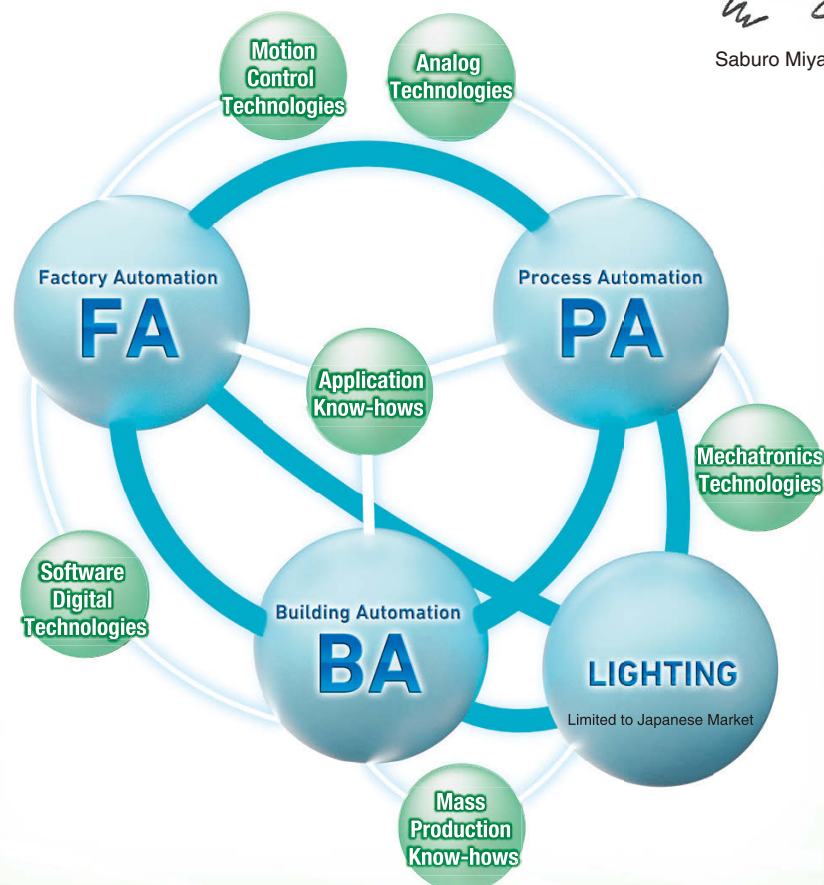 Saburo
Motion
Control
Technologies
Analog
Technologies
Factory Automation
FA
Process Automation
PA
Application
Know-hows
Mechatronics
Technologies
Software
Digital
Technologies
Building Automation
BA
LIGHTING
Limited to Japanese Market
Mass
Production
Know-hows